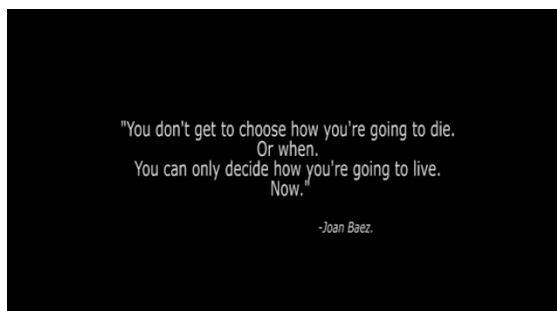 "You don't get to choose how you're going to die.
Or when.
You can only decide how you're going to live.
Now."
-Joan Baez.